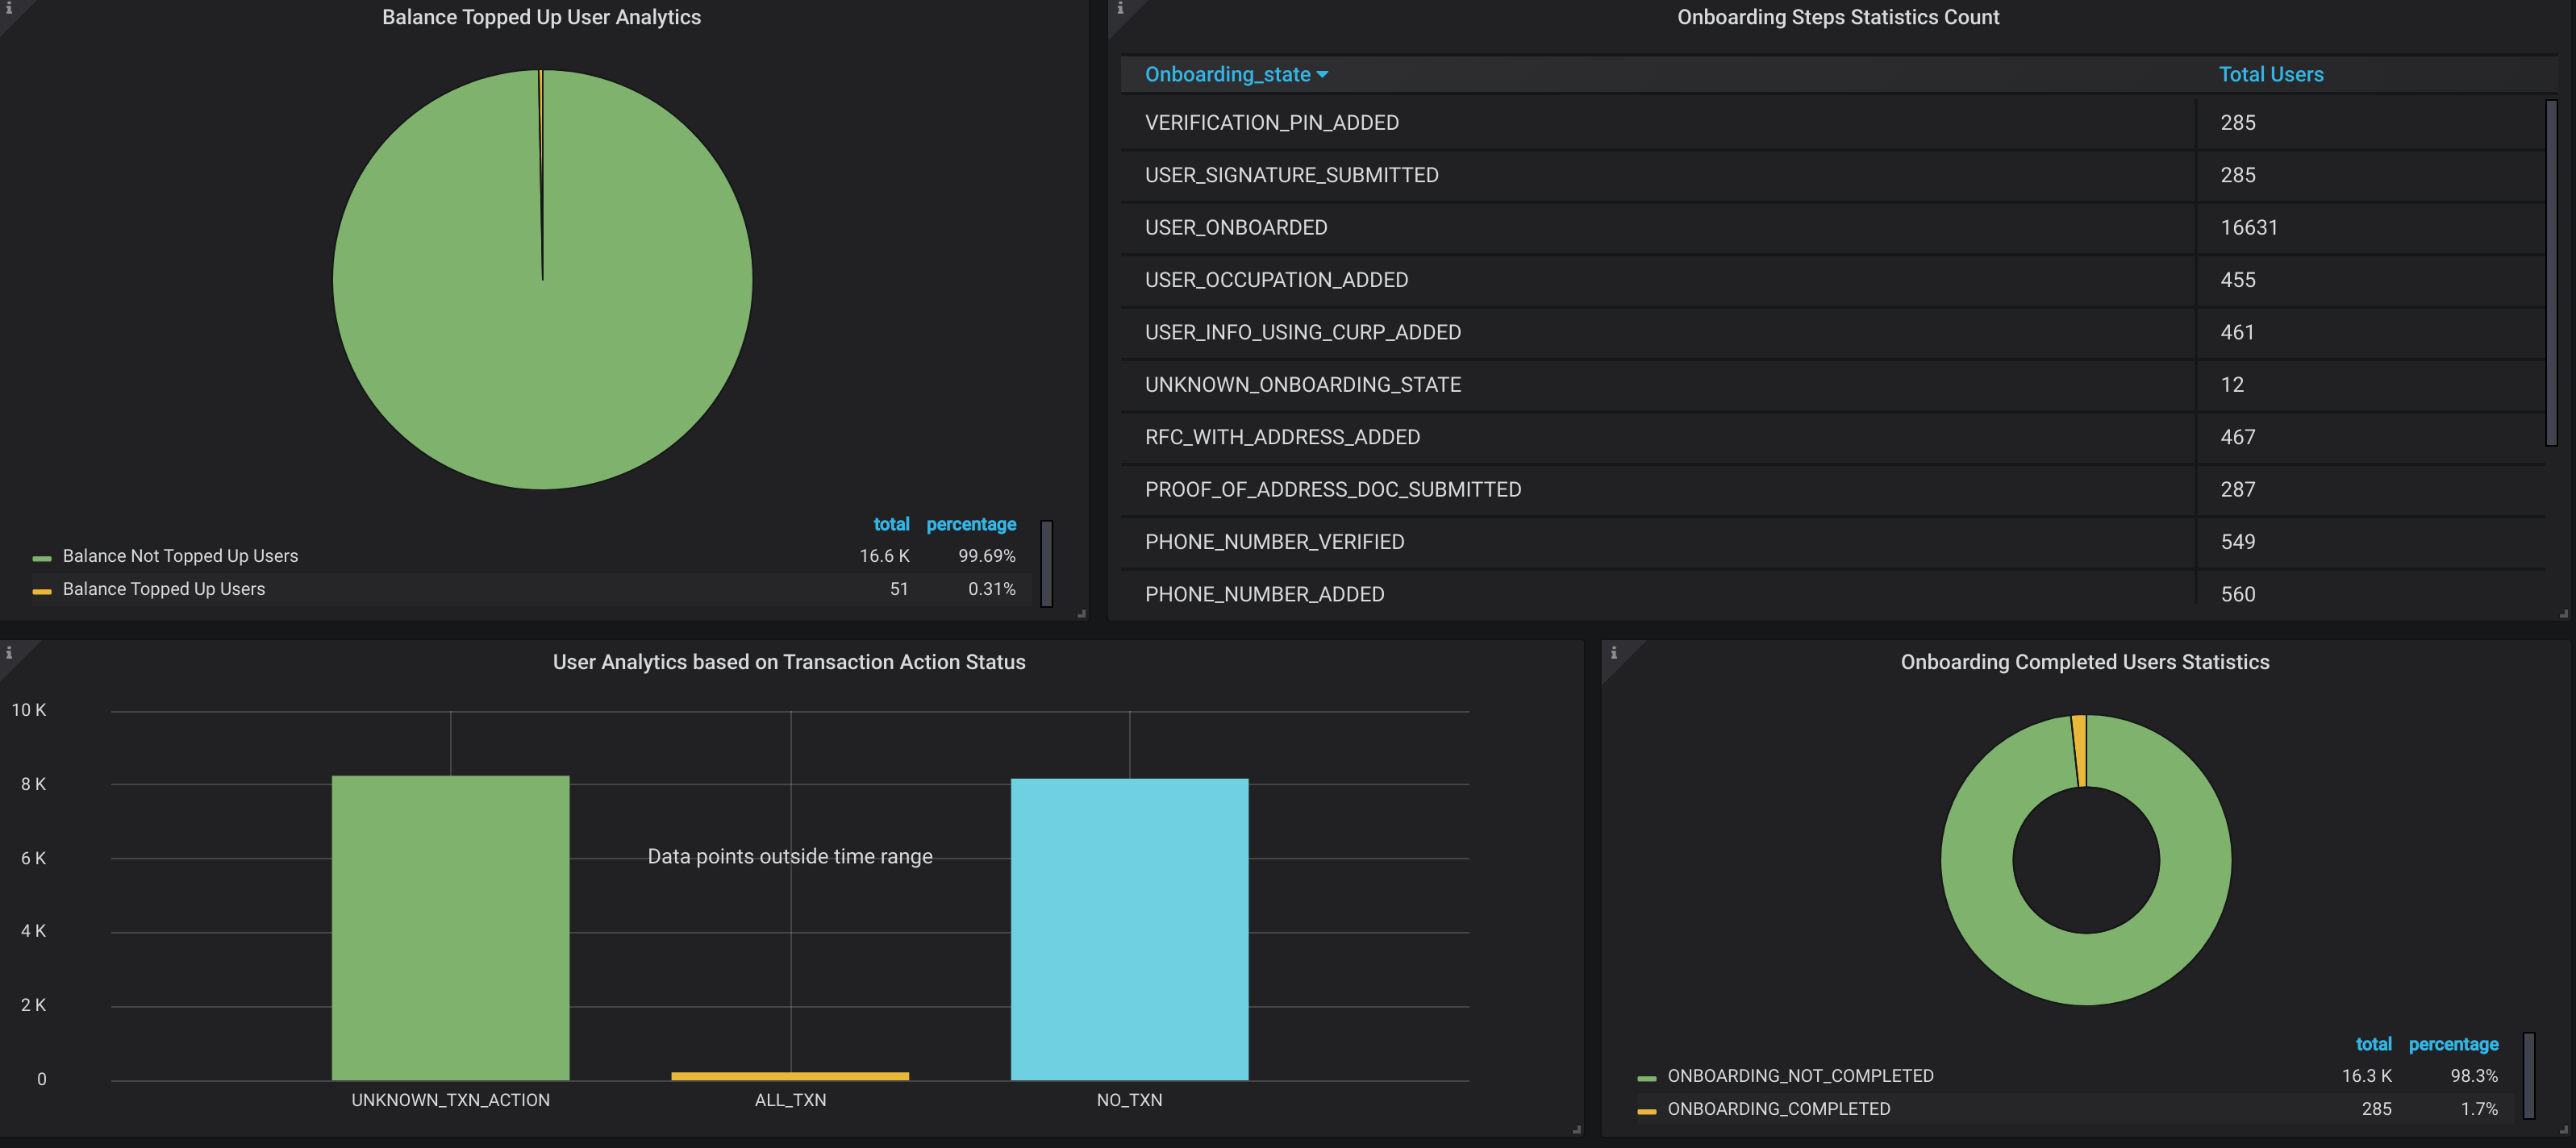 Balance Topped Up User Analytics
total percentage
Balance Not Topped Up Users 16.6 K 99.69%
Balance Topped Up Users 51 0.31%
Onboarding Steps Statistics Count
Onboarding_state Total Users
VERIFICATION_PIN_ADDED 285
USER_SIGNATURE_SUBMITTED 285
USER_ONBOARDED 16631
USER_OCCUPATION_ADDED 455
USER_INFO_USING_CURP_ADDED 461
UNKNOWN_ONBOARDING_STATE 12
RFC_WITH_ADDRESS_ADDED 467
PROOF_OF_ADDRESS_DOC_SUBMITTED 287
PHONE_NUMBER_VERIFIED 549
PHONE_NUMBER_ADDED 560
User Analytics based on Transaction Action Status
10 K
8 K
6 K
Data points outside time range
4 K
2 K
0
UNKNOWN_TXN_ACTION ALL_TXN NO_TXN
Onboarding Completed Users Statistics
total percentage
ONBOARDING_NOT_COMPLETED 16.3 K 98.3%
ONBOARDING_COMPLETED 285 1.7%